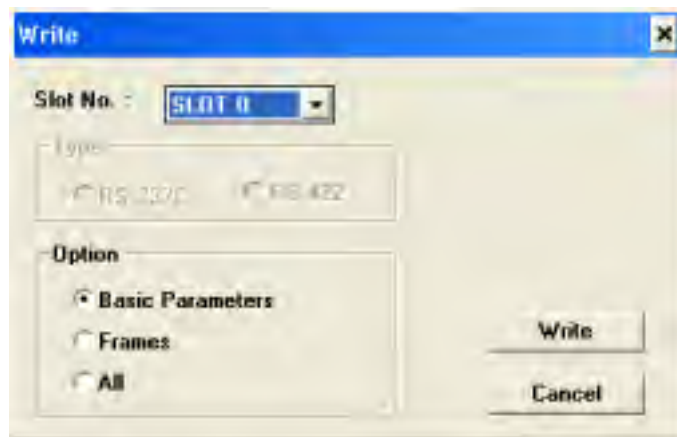 Write
Slot No. :
SLOT 0
Type
RS-232C
RS-422
Option
Basic Parameters
Frames
All
Write
Cancel